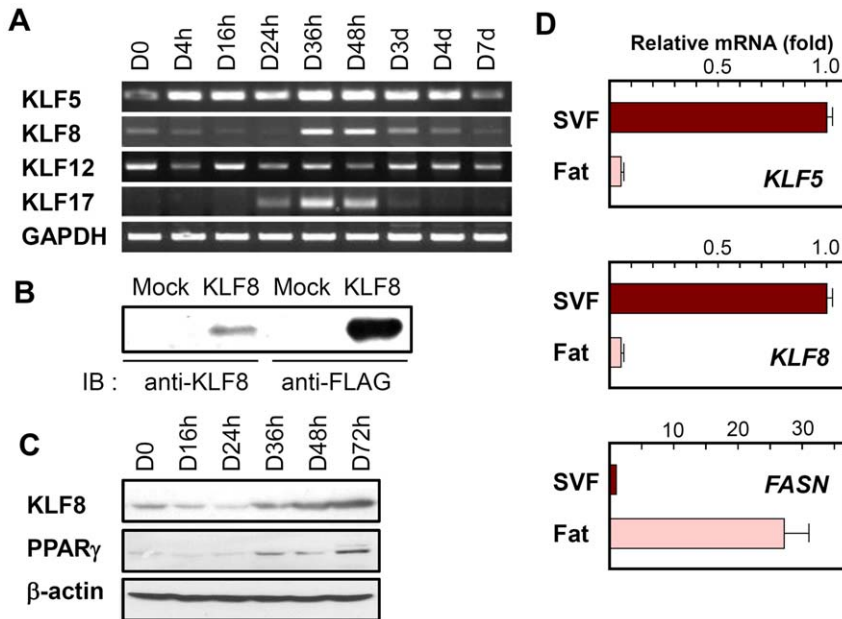 A
D0 D4h D16h D24h D36h D48h D3d D4d D7d
KLF5
KLF8
KLF12
KLF17
GAPDH
B
Mock KLF8 Mock KLF8
IB : anti-KLF8 anti-FLAG
C
D0 D16h D24h D36h D48h D72h
KLF8
PPARγ
β-actin
D
Relative mRNA (fold)
0.5 1.0
SVF
Fat
KLF5
0.5 1.0
SVF
Fat
KLF8
10 20 30
SVF
FASN
Fat